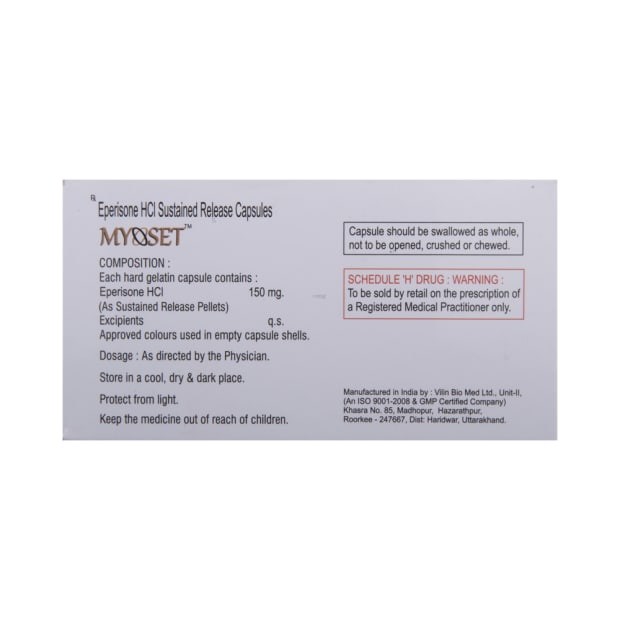 Rx
Eperisone HCl Sustained Release Capsules
MYOSET™
COMPOSITION :
Each hard gelatin capsule contains :
Eperisone HCl 150 mg.
(As Sustained Release Pellets)
Excipients q.s.
Approved colours used in empty capsule shells.
Dosage : As directed by the Physician.
Store in a cool, dry & dark place.
Protect from light.
Keep the medicine out of reach of children.
Capsule should be swallowed as whole,
not to be opened, crushed or chewed.
SCHEDULE 'H' DRUG : WARNING :
To be sold by retail on the prescription of
a Registered Medical Practitioner only.
Manufactured in India by : Vilin Bio Med Ltd., Unit-II,
(An ISO 9001-2008 & GMP Certified Company)
Khasra No. 85, Madhopur, Hazarathpur,
Roorkee - 247667, Dist: Haridwar, Uttarakhand.